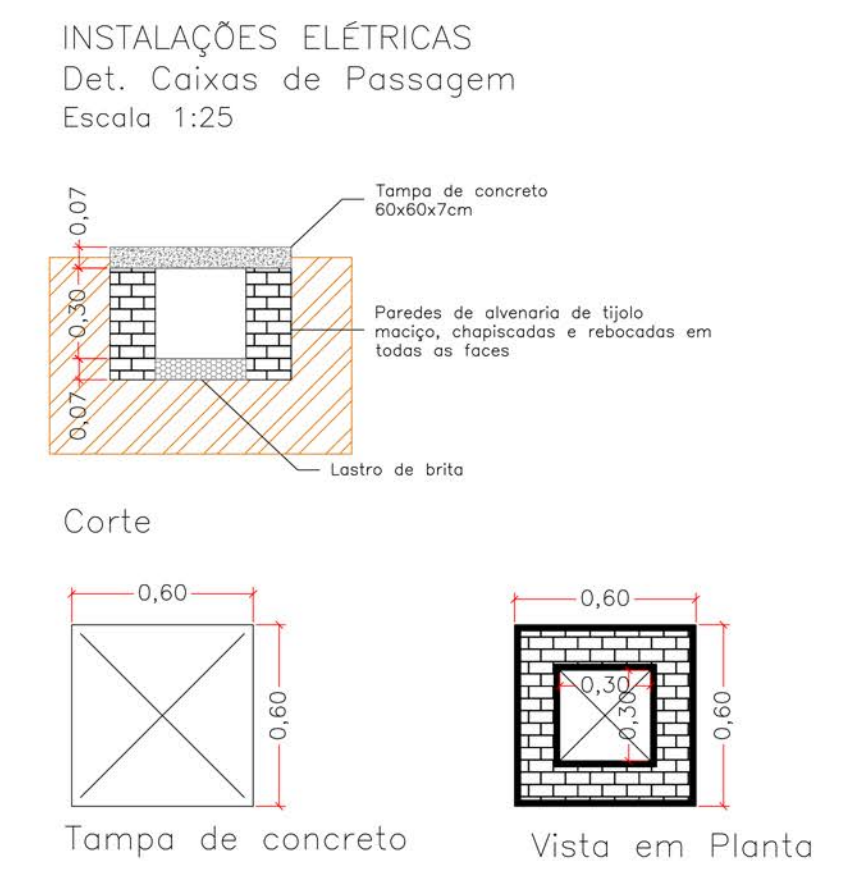 INSTALAÇÕES ELÉTRICAS
Det. Caixas de Passagem
Escala 1:25
0,07
Tampa de concreto
60x60x7cm
0,30
Paredes de alvenaria de tijolo
maciço, chapiscadas e rebocadas em
todas as faces
0,07
Lastro de brita
Corte
0,60
0,60
0,60
0,30
0,30
0,60
Tampa de concreto
Vista em Planta